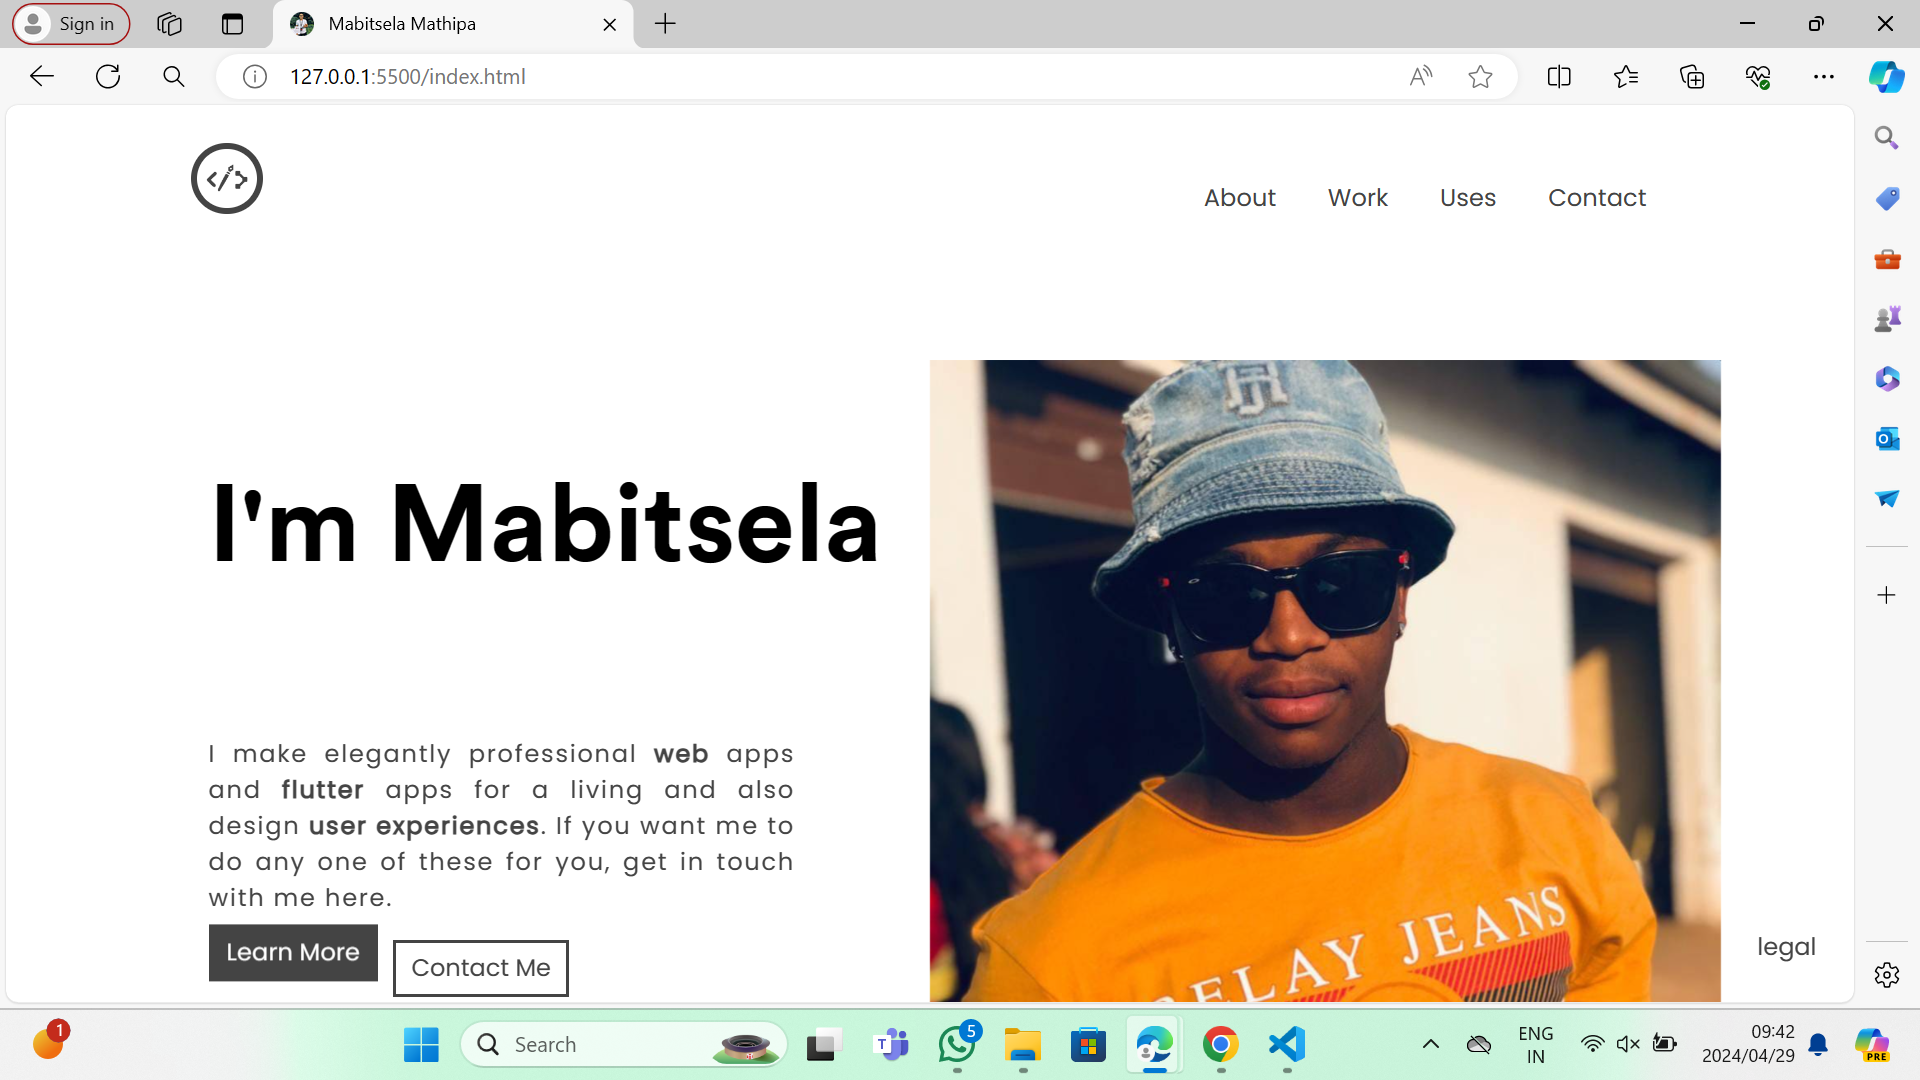 Sign in
Mabitsela Mathipa
127.0.0.1:5500/index.html
About Work Uses Contact
I'm Mabitsela
I make elegantly professional web apps
and flutter apps for a living and also
design user experiences. If you want me to
do any one of these for you, get in touch
with me here.
Learn More
Contact Me
ELAY JEANS
legal
1
Search
5
ENG
IN
09:42
2024/04/29
PRE